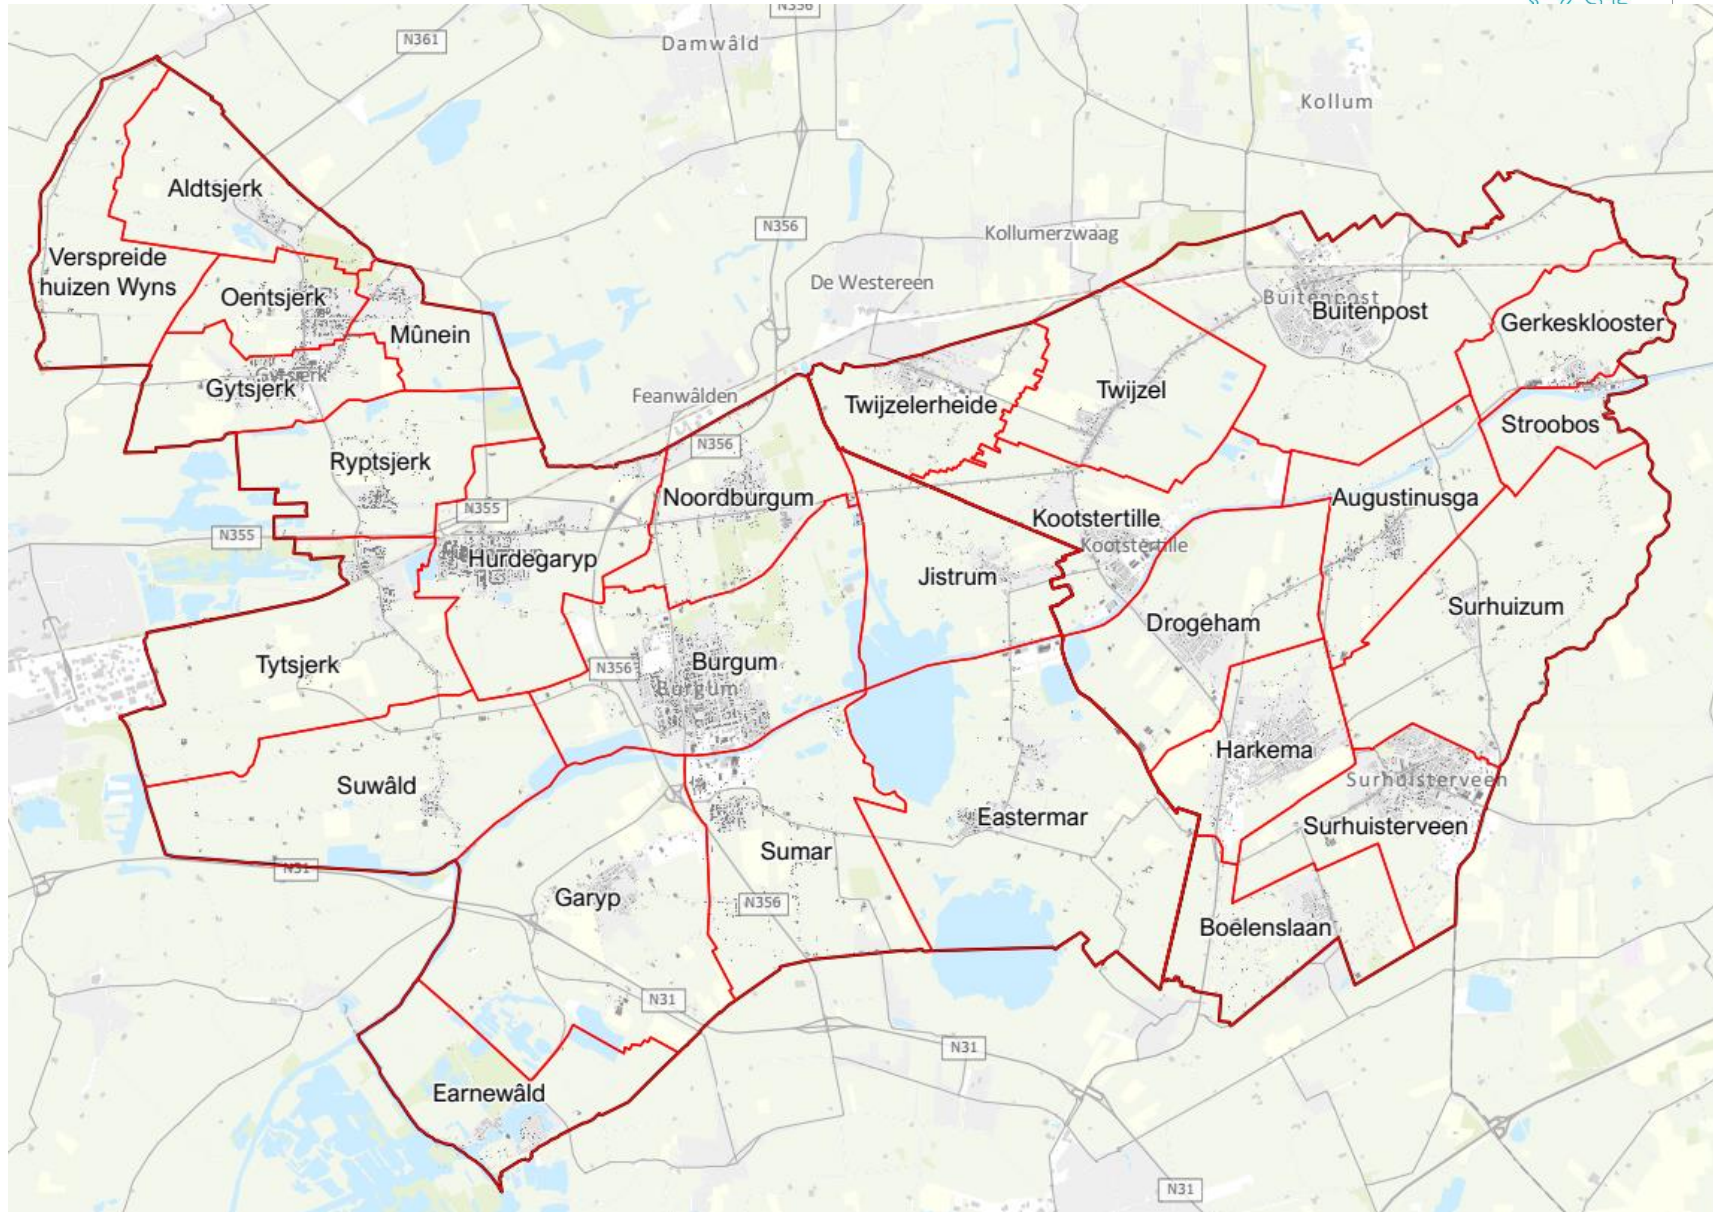 N356
N361
Damwâld
Kollum
Aldtsjerk
N356
Kollumerzwaag
Verspreide
huizen Wyns
Oentsjerk
De Westereen
Buitenpost
Buitenpost
Gerkesklooster
Mûnein
Gytsjerk
Gytsjerk
Feanwâlden
Twijzelerheide
Twijzel
Stroobos
N356
Ryptsjerk
Noordburgum
Augustinusga
N355
Kootstertille
Kootstertille
N355
Hurdegaryp
Jistrum
Surhuizum
Drogeham
Tytsjerk
N356
Burgum
Burgum
Harkema
Suwâld
Surhuisterveen
Eastermar
Surhuisterveen
Sumar
N31
Garyp
N356
Boelenslaan
N31
N31
Earnewâld
N31